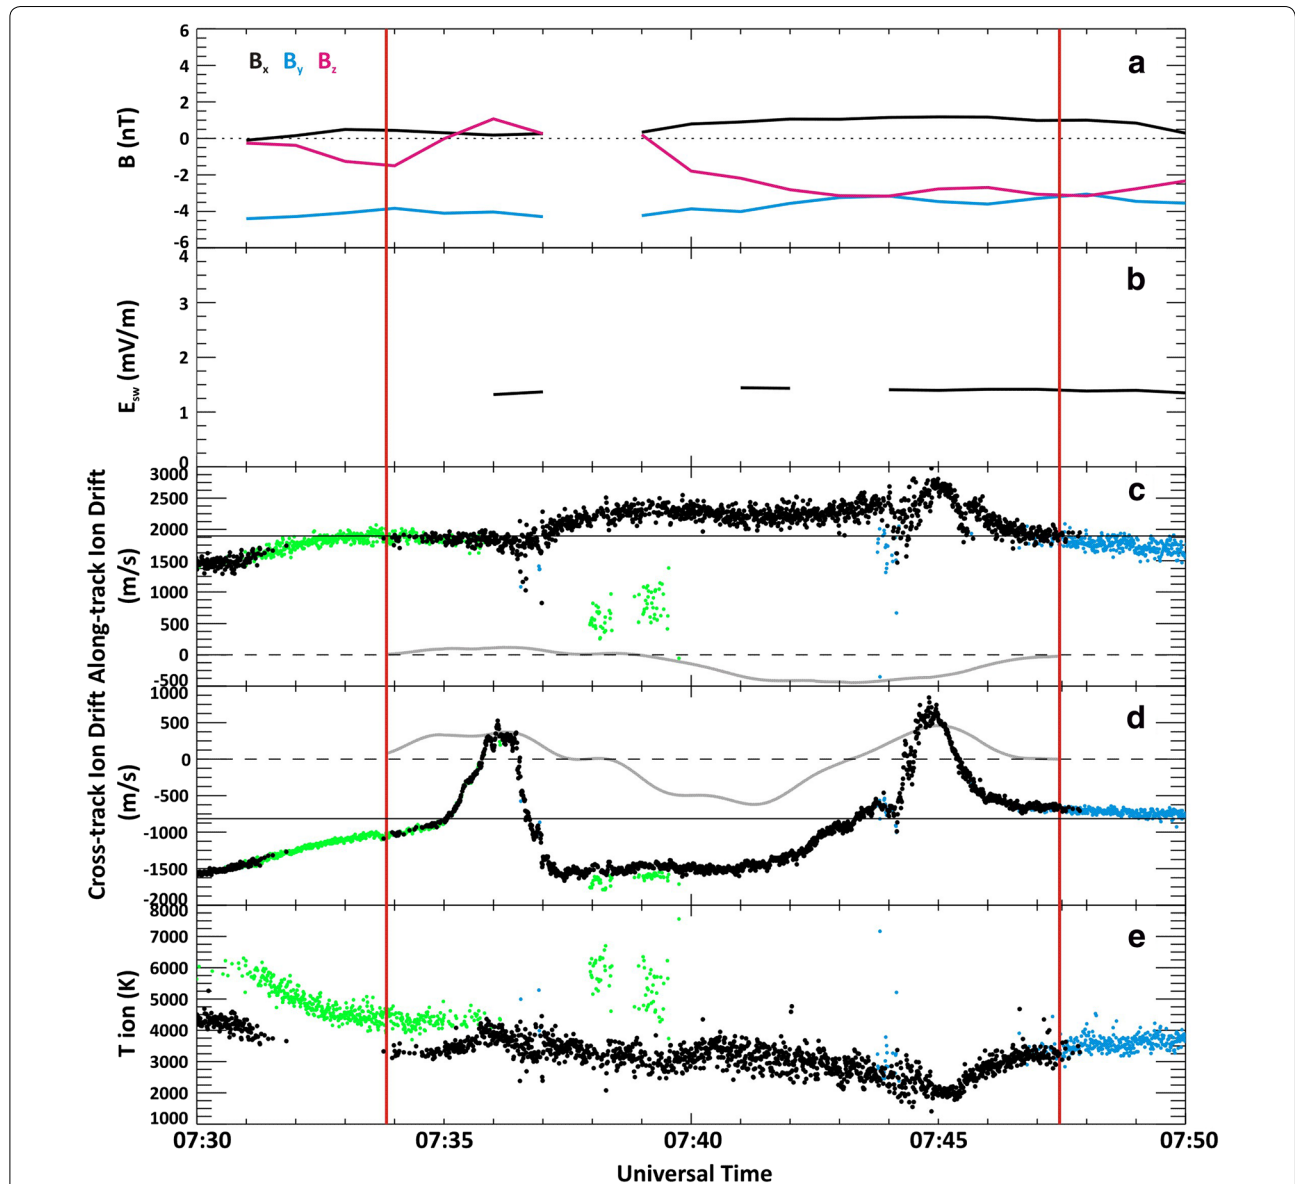 a
Bx By Bz
B (nT)
6
4
2
0
-2
-4
-6
b
Esw (mV/m)
4
3
2
1
0
c
Along-track Ion Drift
(m/s)
3000
2500
2000
1500
1000
500
0
-500
d
Cross-track Ion Drift
(m/s)
1000
500
0
-500
-1000
-1500
-2000
e
T ion (K)
8000
7000
6000
5000
4000
3000
2000
1000
07:30 07:35 07:40 07:45 07:50
Universal Time